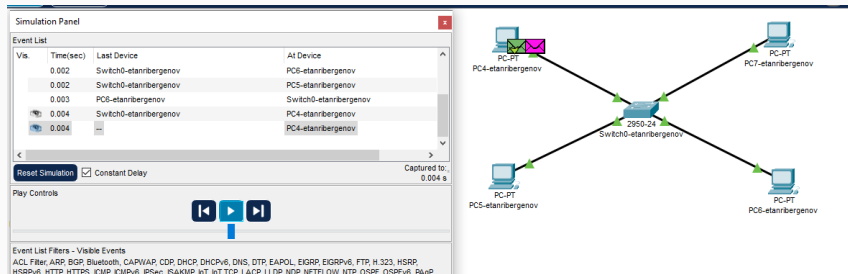 Simulation Panel
x
Event List
Vis. Time(sec) Last Device At Device
0.002 Switch0-etanribergenov PC6-etanribergenov
0.002 Switch0-etanribergenov PC5-etanribergenov
0.003 PC6-etanribergenov Switch0-etanribergenov
0.004 Switch0-etanribergenov PC4-etanribergenov
0.004 -- PC4-etanribergenov
Reset Simulation Constant Delay Captured to:
0.004 s
Play Controls
Event List Filters - Visible Events
ACL Filter, ARP, BGP, Bluetooth, CAPWAP, CDP, DHCP, DHCPv6, DNS, DTP, EAPOL, EIGRP, EIGRPv6, FTP, H.323, HSRP,
HSRPv6, HTTP, HTTPS, ICMP, ICMPv6, IPSec, ISAKMP, IoT, IoT TCP, LACP, LLDP, NDP, NETFLOW, NTP, OSPF, OSPFv6, PAgP,
PC-PT
PC4-etanribergenov
PC-PT
PC7-etanribergenov
2950-24
Switch0-etanribergenov
PC-PT
PC5-etanribergenov
PC-PT
PC6-etanribergenov